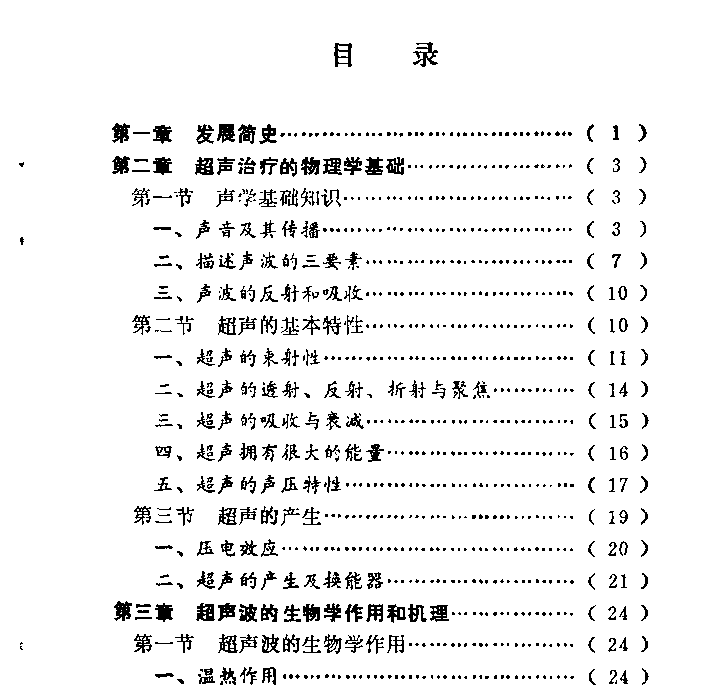 目 录
第一章 发展简史……………………………………( 1 )
第二章 超声治疗的物理学基础……………………( 3 )
第一节 声学基础知识……………………………( 3 )
一、声音及其传播………………………………( 3 )
二、描述声波的三要素…………………………( 7 )
三、声波的反射和吸收…………………………( 10 )
第二节 超声的基本特性…………………………( 10 )
一、超声的束射性………………………………( 11 )
二、超声的透射、反射、折射与聚焦…………( 14 )
三、超声的吸收与衰减…………………………( 15 )
四、超声拥有很大的能量………………………( 16 )
五、超声的声压特性……………………………( 17 )
第三节 超声的产生………………………………( 19 )
一、压电效应……………………………………( 20 )
二、超声的产生及换能器………………………( 21 )
第三章 超声波的生物学作用和机理………………( 24 )
第一节 超声波的生物学作用……………………( 24 )
一、温热作用……………………………………( 24 )